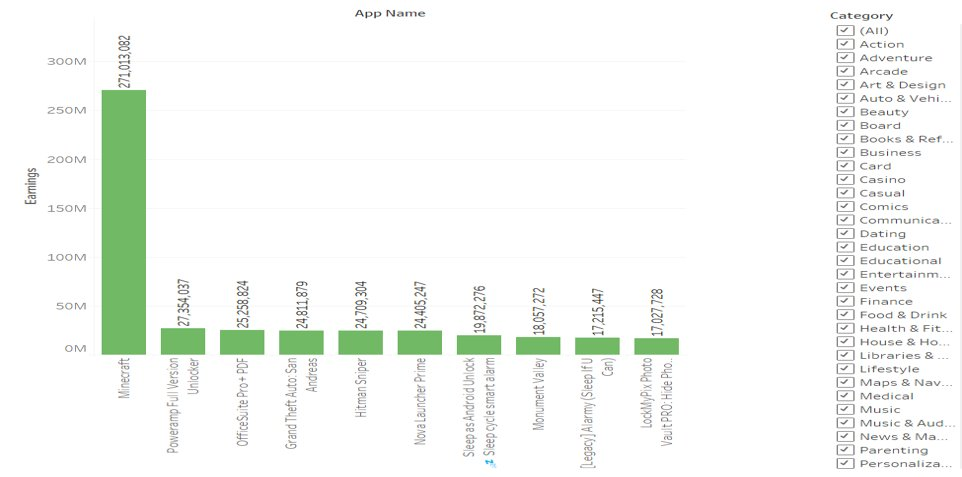 App Name
Earnings
300M
250M
200M
150M
100M
50M
0M
271,013,082
27,354,037
25,258,824
24,811,879
24,709,304
24,405,247
19,872,276
18,057,272
17,215,447
17,027,728
Minecraft
Poweramp Full Version
Unlocker
OfficeSuite Pro + PDF
Grand Theft Auto: San
Andreas
Hitman Sniper
Nova Launcher Prime
Sleep as Android Unlock
💤 Sleep cycle smart alarm
Monument Valley
[Legacy] Alarmy (Sleep If U
Can)
LockMyPix Photo
Vault PRO: Hide Pho..
Category
(All)
Action
Adventure
Arcade
Art & Design
Auto & Vehi...
Beauty
Board
Books & Ref...
Business
Card
Casino
Casual
Comics
Communica...
Dating
Education
Educational
Entertainm...
Events
Finance
Food & Drink
Health & Fit...
House & Ho...
Libraries & ...
Lifestyle
Maps & Nav...
Medical
Music
Music & Aud...
News & Ma...
Parenting
Personaliza...